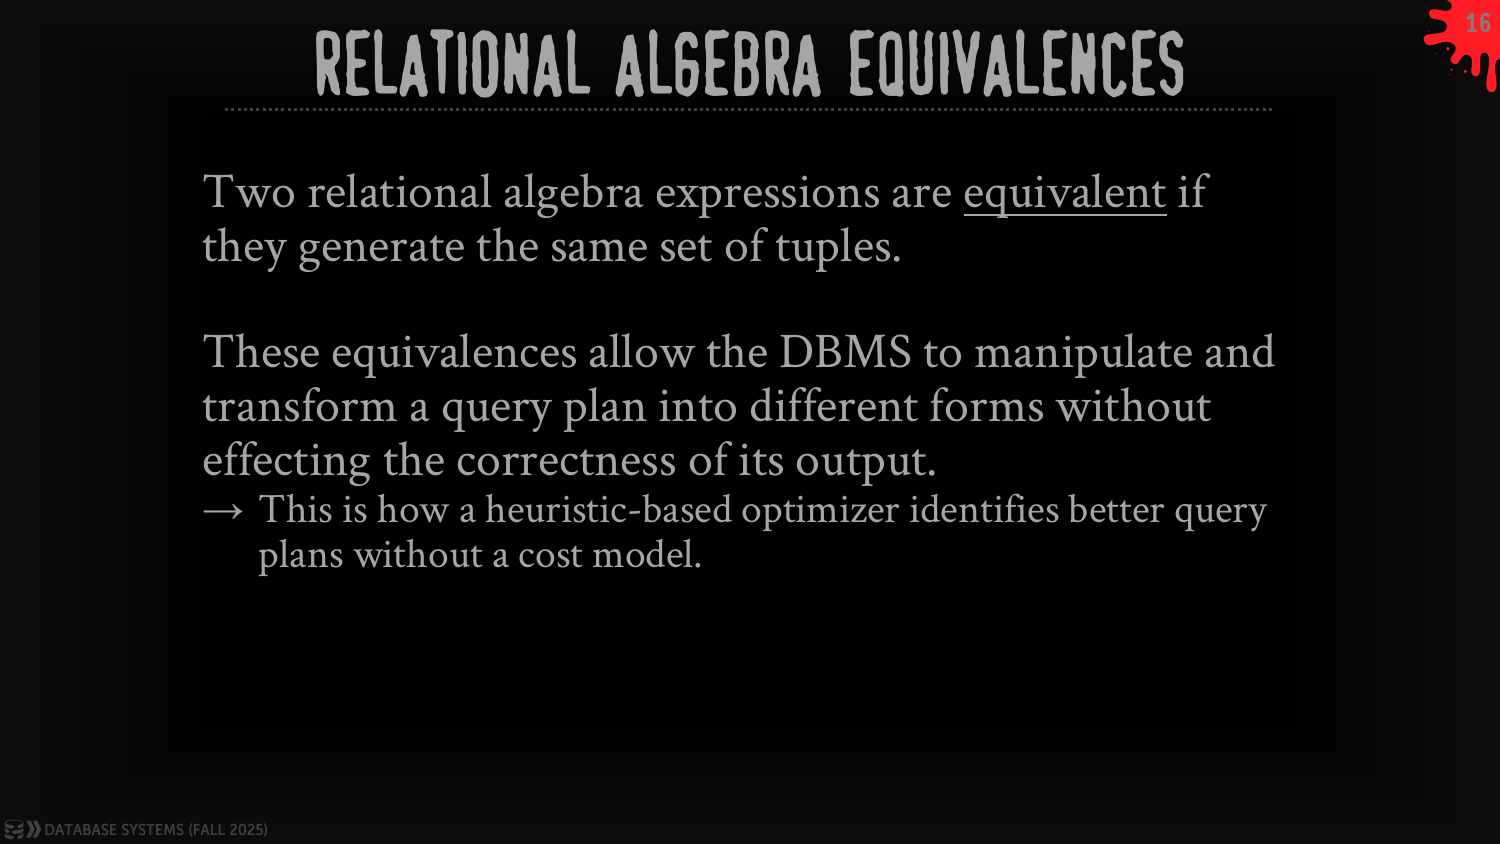 RELATIONAL ALGEBRA EQUIVALENCES
16
Two relational algebra expressions are equivalent if
they generate the same set of tuples.
These equivalences allow the DBMS to manipulate and
transform a query plan into different forms without
effecting the correctness of its output.
→ This is how a heuristic-based optimizer identifies better query
plans without a cost model.
DATABASE SYSTEMS (FALL 2025)